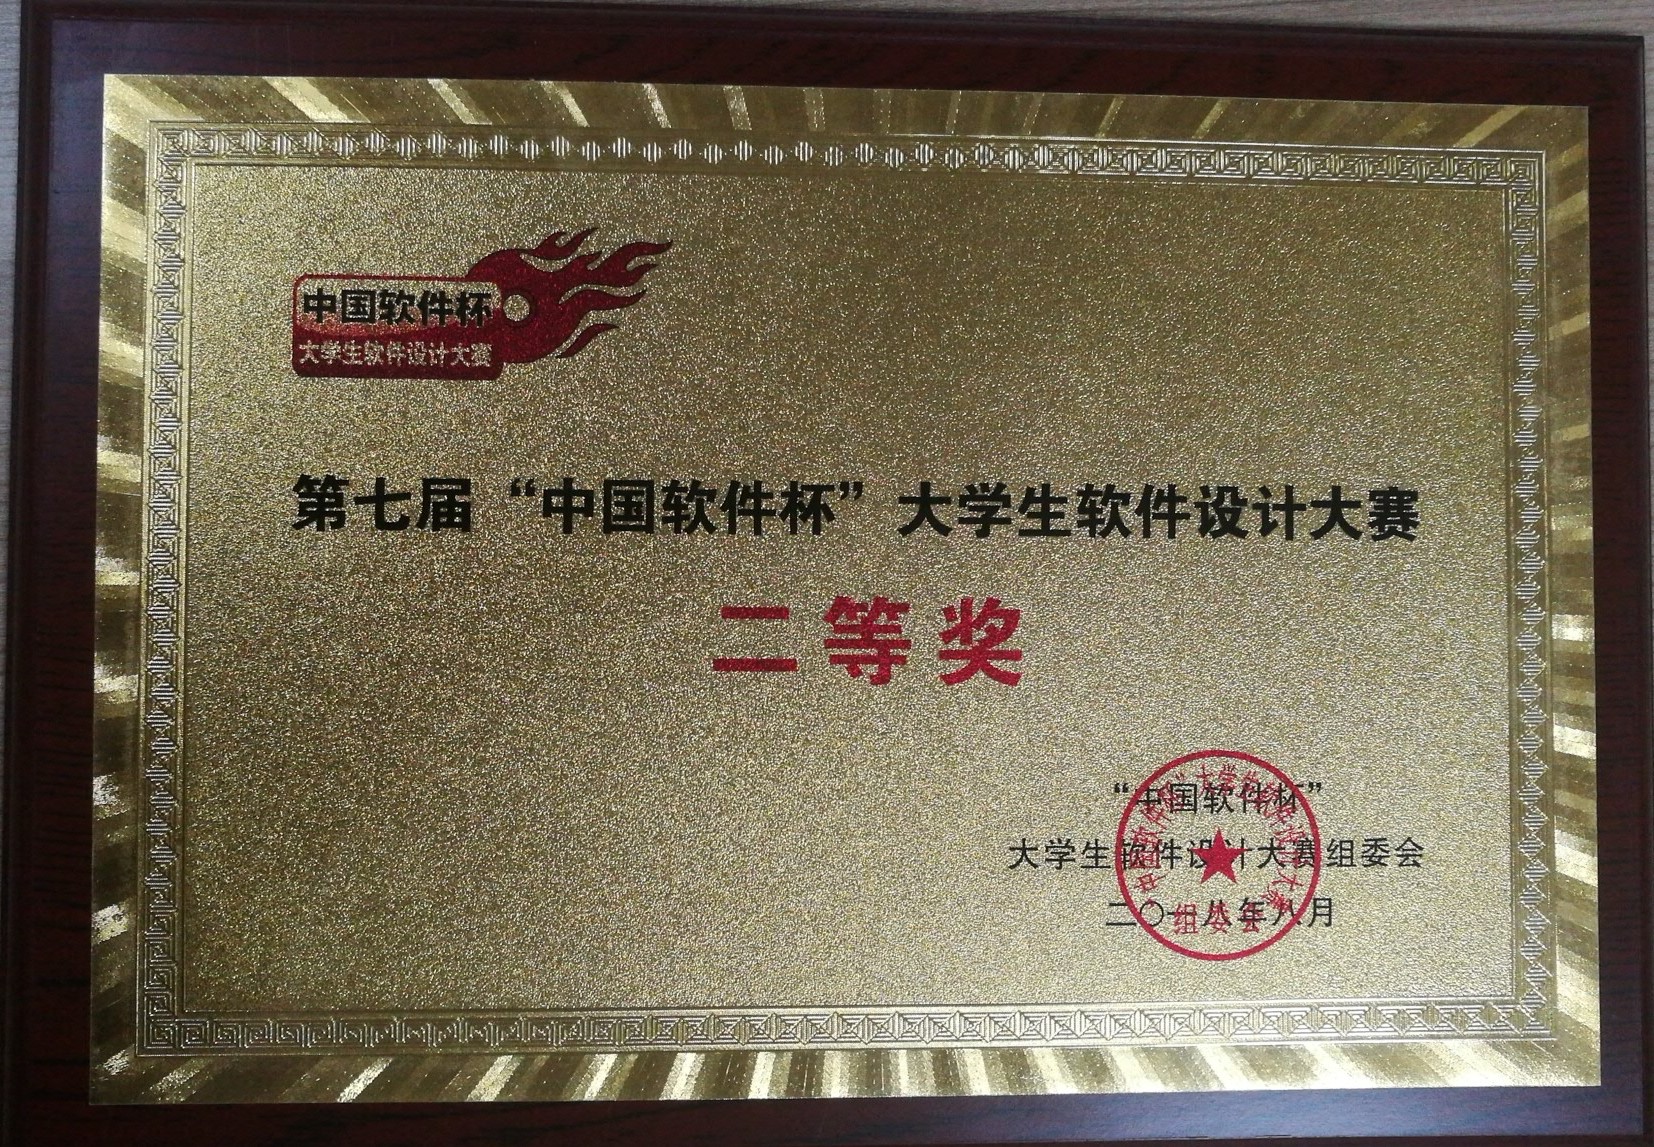 中国软件杯
大学生软件设计大赛
第七届“中国软件杯”大学生软件设计大赛
二等奖
“中国软件杯”
大学生软件设计大赛组委会
二〇一八年八月
组委会